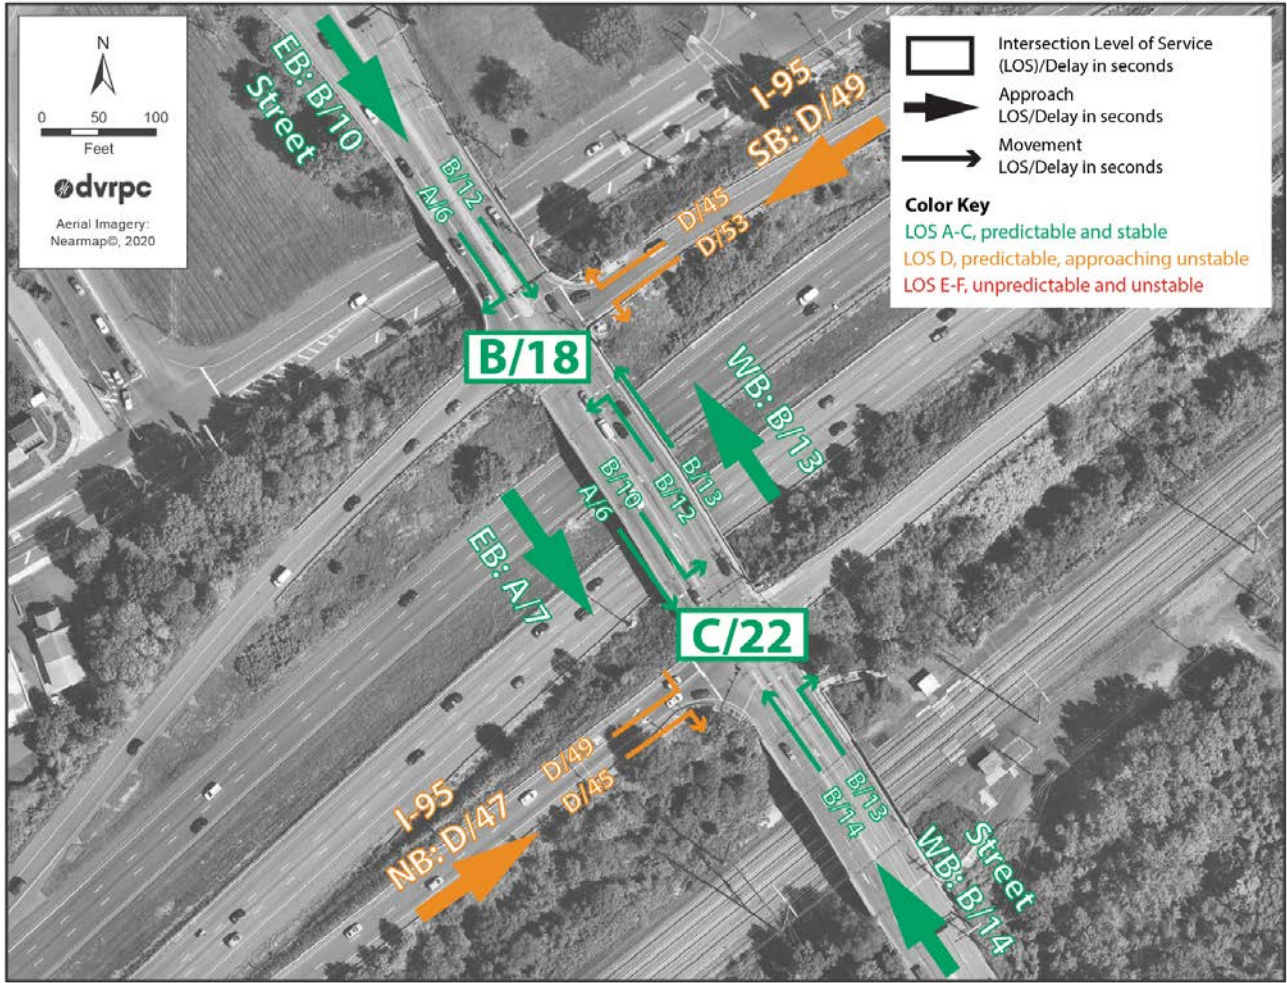 N
0 50 100
Feet
dvrpc
Aerial Imagery:
Nearmap©, 2020
Intersection Level of Service
(LOS)/Delay in seconds
Approach
LOS/Delay in seconds
Movement
LOS/Delay in seconds
Color Key
LOS A-C, predictable and stable
LOS D, predictable, approaching unstable
LOS E-F, unpredictable and unstable
EB: B/10
Street
B/12
A/6
I-95
SB: D/49
D/45
D/53
B/18
WB: B/13
B/13
B/12
B/10
A/6
EB: A/7
C/22
D/49
D/45
I-95
NB: D/47
B/13
B/14
Street
WB: B/14